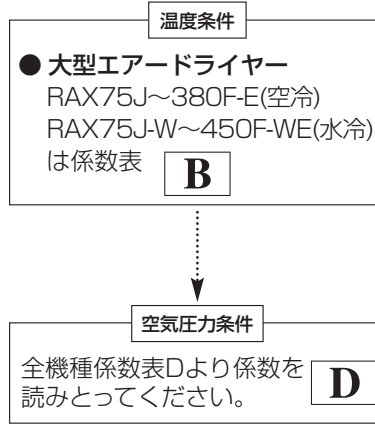 温度条件
● 大型エアードライヤー
RAX75J〜380F-E(空冷)
RAX75J-W〜450F-WE(水冷)
は係数表 B
空気圧力条件
全機種係数表Dより係数を
読みとってください。 D